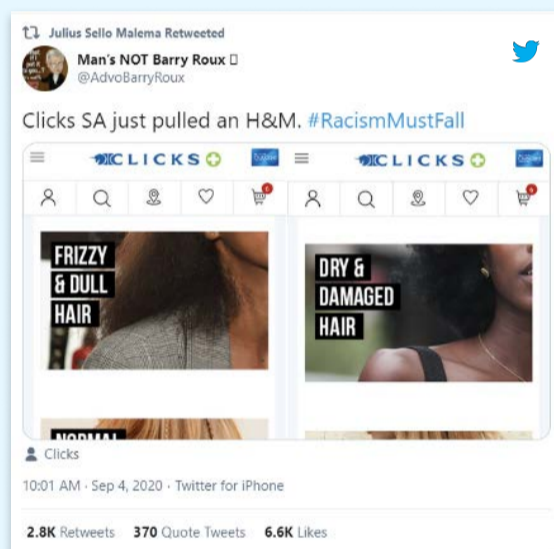 Julius Sello Malema Retweeted
Man's NOT Barry Roux
@AdvoBarryRoux
Clicks SA just pulled an H&M. #RacismMustFall
CLICKS
CLICKS
FRIZZY
& DULL
HAIR
DRY &
DAMAGED
HAIR
NORMAL
Clicks
10:01 AM · Sep 4, 2020 · Twitter for iPhone
2.8K Retweets 370 Quote Tweets 6.6K Likes